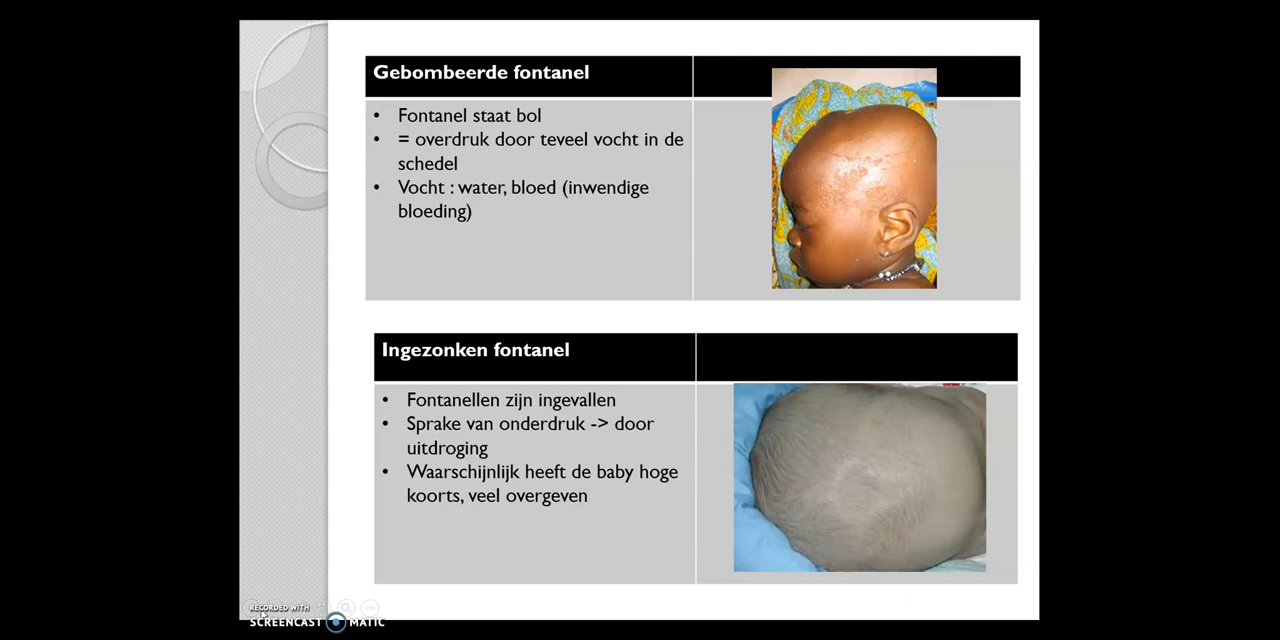 Gebombeerde fontanel
• Fontanel staat bol
• = overdruk door teveel vocht in de
schedel
• Vocht : water, bloed (inwendige
bloeding)
Ingezonken fontanel
• Fontanellen zijn ingevallen
• Sprake van onderdruk -> door
uitdroging
• Waarschijnlijk heeft de baby hoge
koorts, veel overgeven
RECORDED WITH
SCREENCAST MATIC